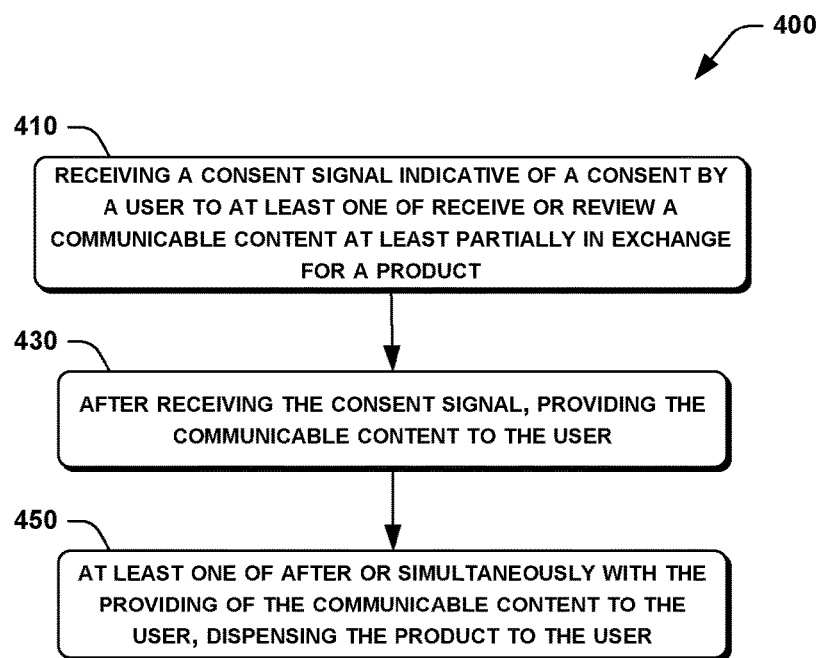 400
410
RECEIVING A CONSENT SIGNAL INDICATIVE OF A CONSENT BY
A USER TO AT LEAST ONE OF RECEIVE OR REVIEW A
COMMUNICABLE CONTENT AT LEAST PARTIALLY IN EXCHANGE
FOR A PRODUCT
430
AFTER RECEIVING THE CONSENT SIGNAL, PROVIDING THE
COMMUNICABLE CONTENT TO THE USER
450
AT LEAST ONE OF AFTER OR SIMULTANEOUSLY WITH THE
PROVIDING OF THE COMMUNICABLE CONTENT TO THE
USER, DISPENSING THE PRODUCT TO THE USER